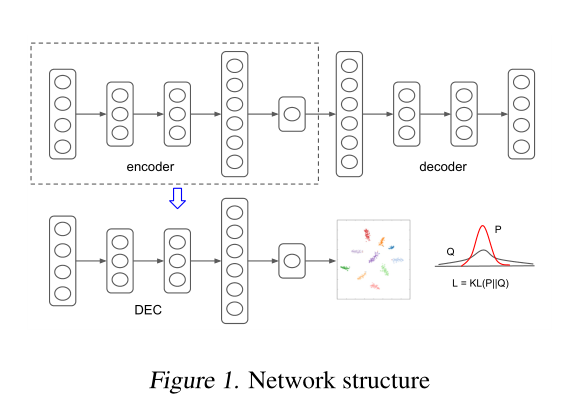 encoder
decoder
DEC
P
Q
L = KL(P||Q)
Figure 1. Network structure